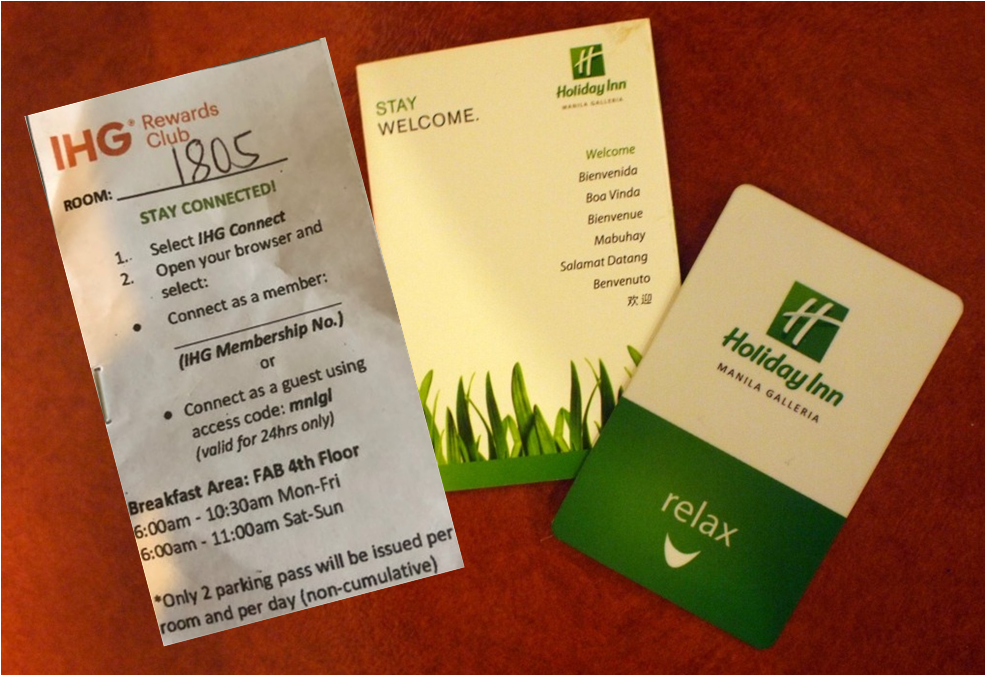 IHG® Rewards
Club
ROOM: 1805
STAY CONNECTED!
1. Select IHG Connect
2. Open your browser and
select:
• Connect as a member:
(IHG Membership No.)
or
• Connect as a guest using
access code: mnlgl
(valid for 24hrs only)
Breakfast Area: FAB 4th Floor
6:00am - 10:30am Mon-Fri
6:00am - 11:00am Sat-Sun
*Only 2 parking pass will be issued per
room and per day (non-cumulative)
STAY
WELCOME.
H
Holiday Inn
MANILA GALLERIA
Welcome
Bienvenida
Boa Vinda
Bienvenue
Mabuhay
Salamat Datang
Benvenuto
欢迎
H
Holiday Inn
MANILA GALLERIA
relax